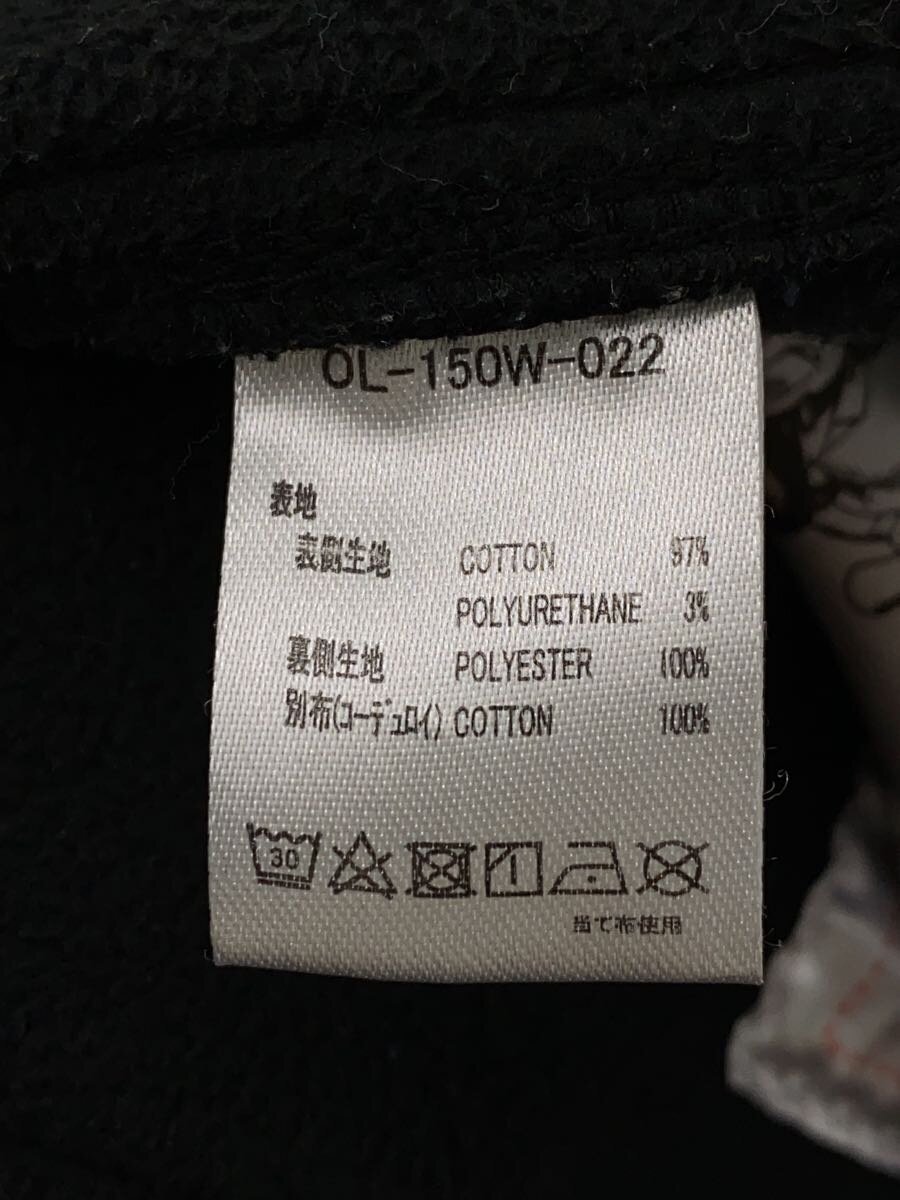 OL-150W-022
表地
表側生地 COTTON 97%
POLYURETHANE 3%
裏側生地 POLYESTER 100%
別布(ｺｰﾃﾞｭﾛｲ) COTTON 100%
30
当て布使用